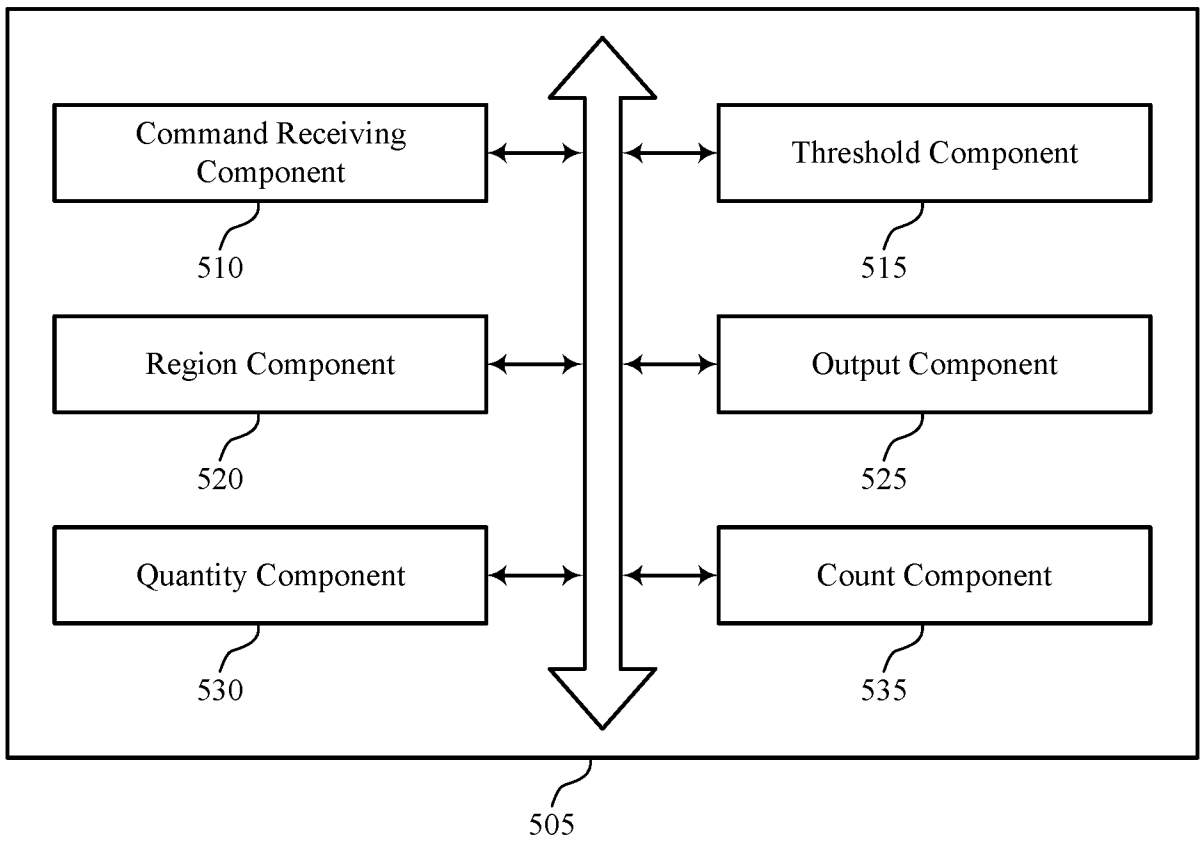 Command Receiving
Component
510
Threshold Component
515
Region Component
520
Output Component
525
Quantity Component
530
Count Component
535
505